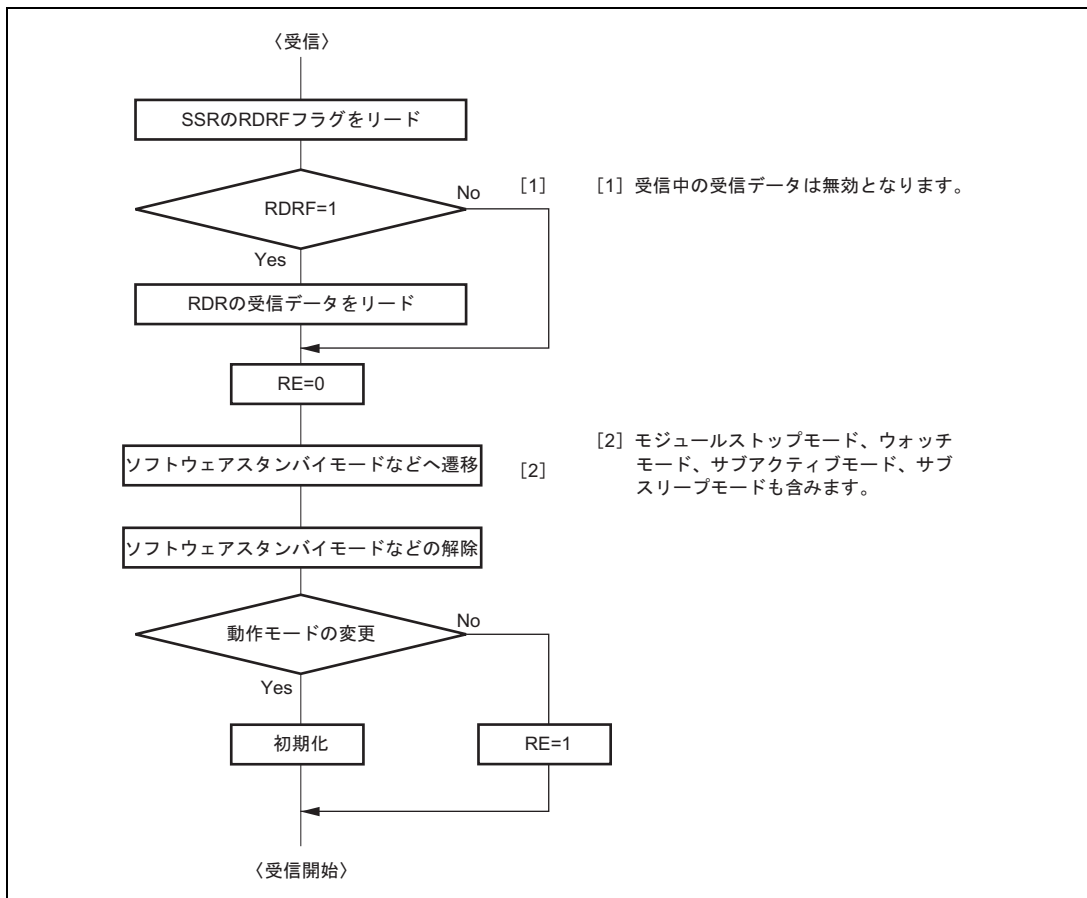 〈受信〉
SSRのRDRFフラグをリード
RDRF=1
No
[1]
[1] 受信中の受信データは無効となります。
Yes
RDRの受信データをリード
RE=0
ソフトウェアスタンバイモードなどへ遷移
[2]
[2] モジュールストップモード、ウォッチ
モード、サブアクティブモード、サブ
スリープモードも含みます。
ソフトウェアスタンバイモードなどの解除
動作モードの変更
No
Yes
初期化
RE=1
〈受信開始〉